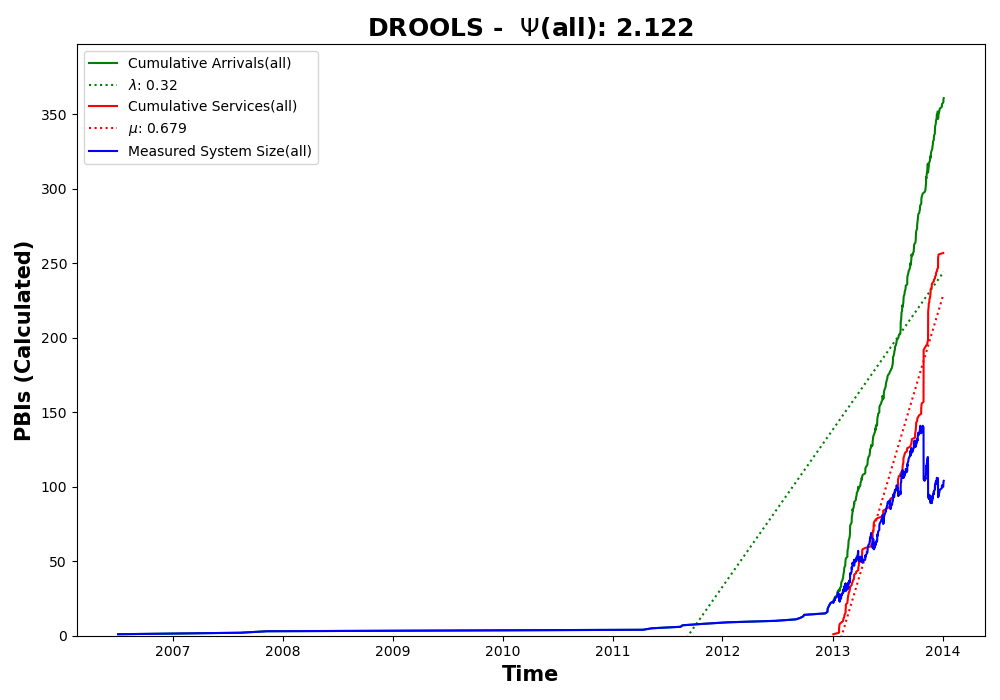 DROOLS - Ψ(all): 2.122
Cumulative Arrivals(all)
λ: 0.32
Cumulative Services(all)
μ: 0.679
Measured System Size(all)
PBIs (Calculated)
350
300
250
200
150
100
50
0
2007 2008 2009 2010 2011 2012 2013 2014
Time